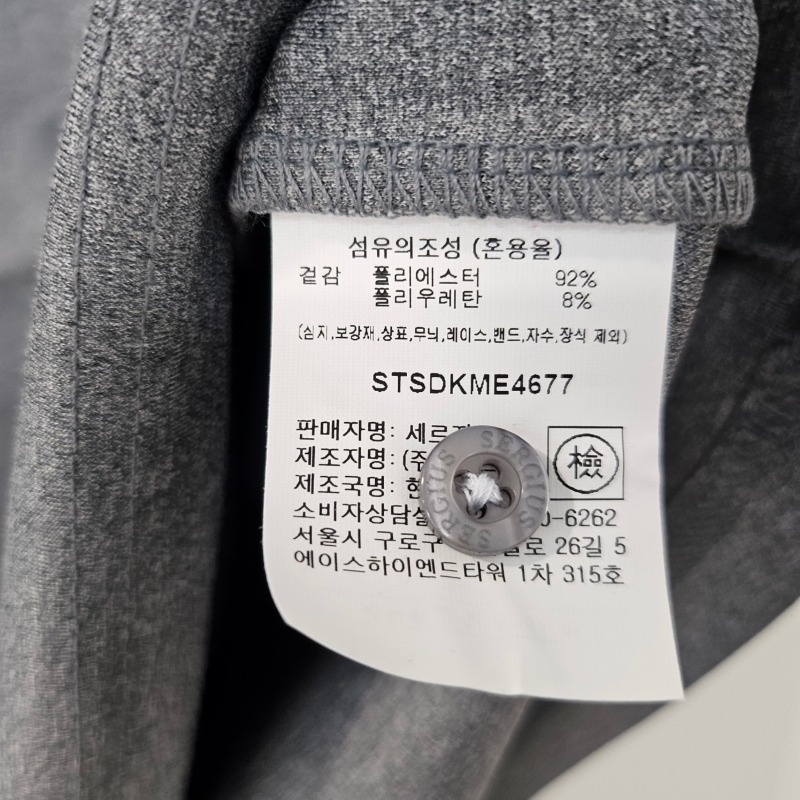 섬유의조성 (혼용율)
겉감 폴리에스터 92%
폴리우레탄 8%
(심지,보강재,상표,무늬,레이스,밴드,자수,장식 제외)
STSDKME4677
판매자명: 세르
제조자명: (주
제조국명:
소비자상담실 -6262
서울시 구로구 26길 5
에이스하이엔드타워 1차 315호
檢
SERGIUS SERGIUS SERGIUS